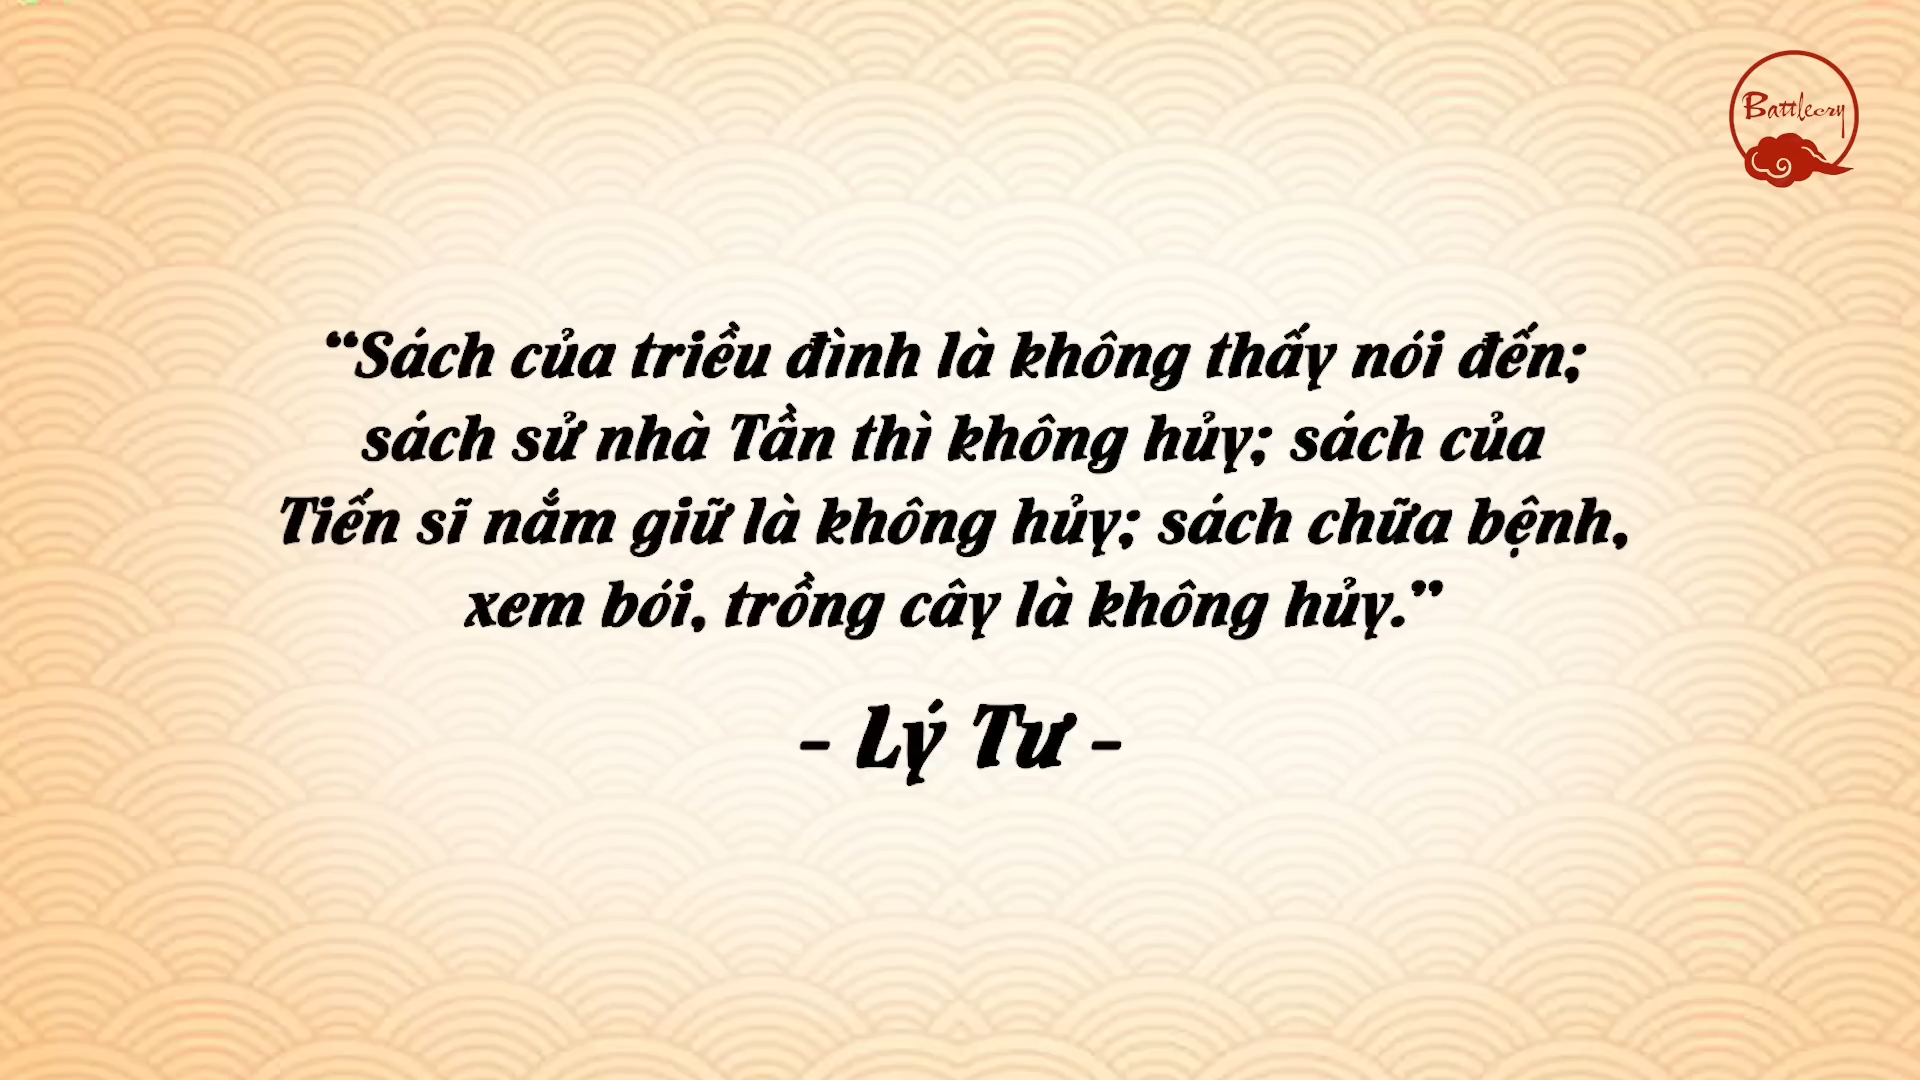 Battlecry
“Sách của triều đình là không thấy nói đến;
sách sử nhà Tần thì không hủy; sách của
Tiến sĩ nắm giữ là không hủy; sách chữa bệnh,
xem bói, trồng cây là không hủy.”
- Lý Tư -